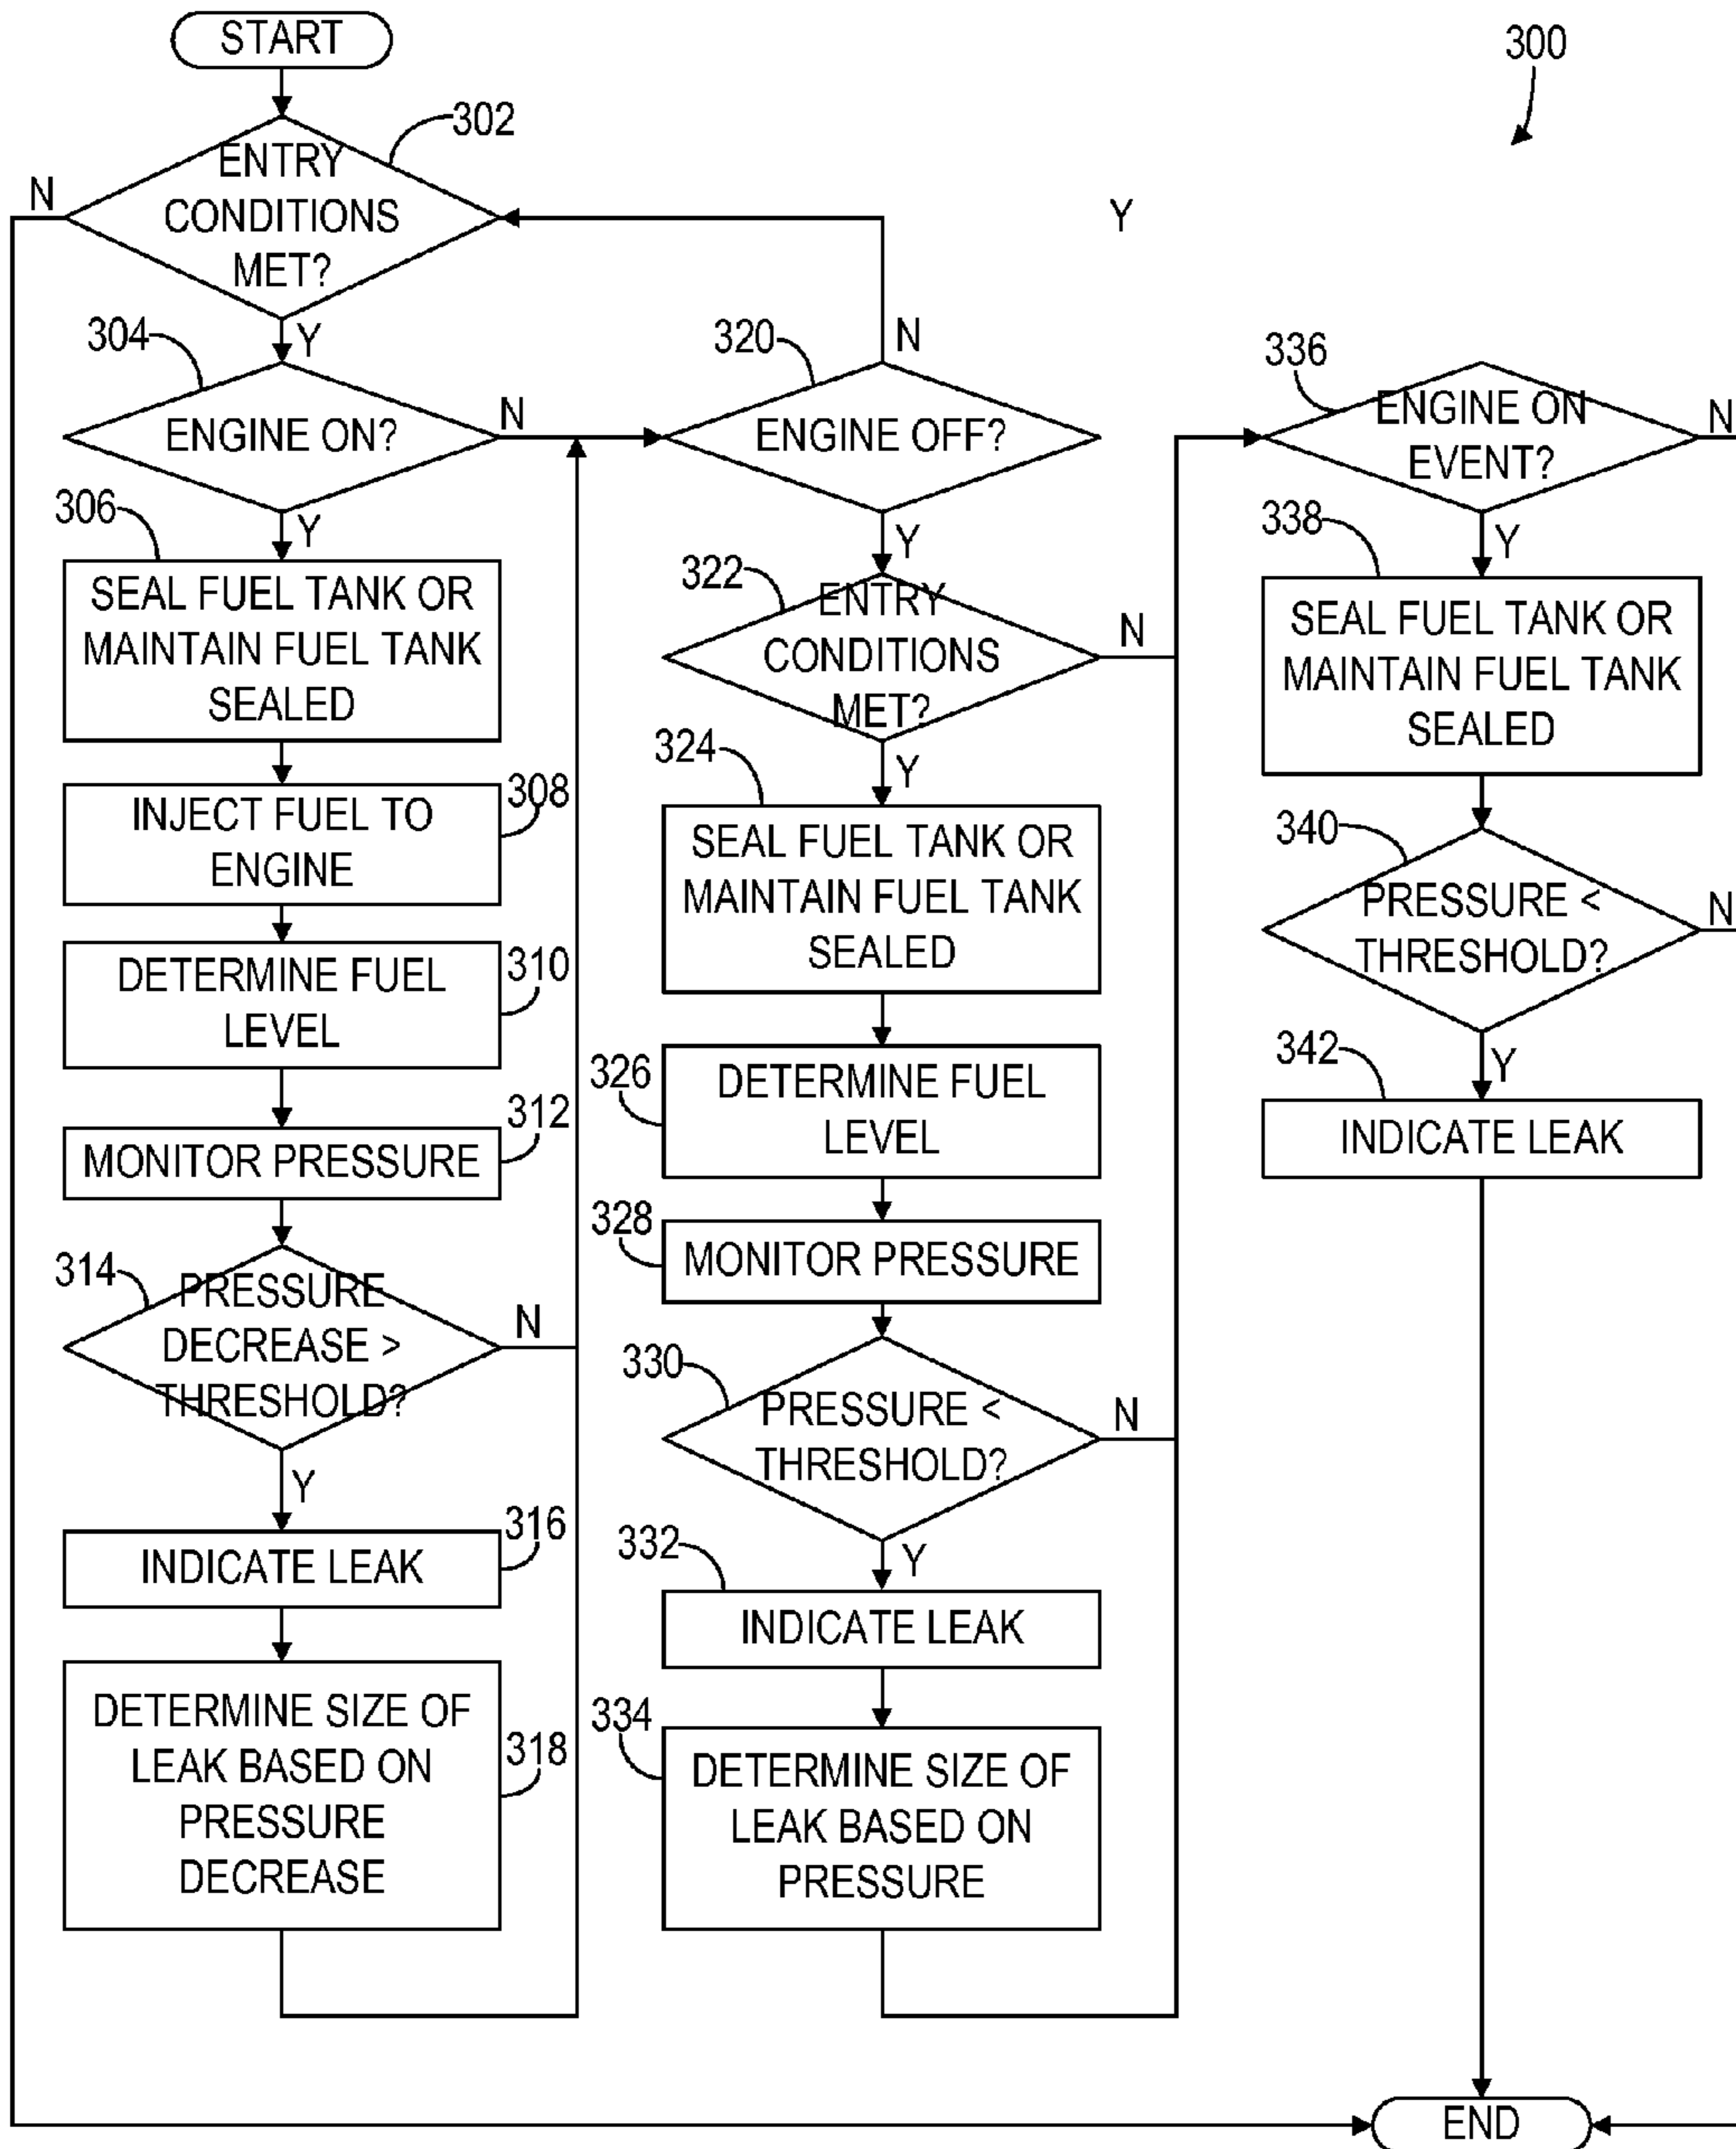 START
300
302
ENTRY
CONDITIONS
MET?
N
Y
Y
304
ENGINE ON?
N
Y
306
SEAL FUEL TANK OR
MAINTAIN FUEL TANK
SEALED
308
INJECT FUEL TO
ENGINE
310
DETERMINE FUEL
LEVEL
312
MONITOR PRESSURE
314
PRESSURE
DECREASE >
THRESHOLD?
N
Y
316
INDICATE LEAK
318
DETERMINE SIZE OF
LEAK BASED ON
PRESSURE
DECREASE
320
N
ENGINE OFF?
Y
322
ENTRY
CONDITIONS
MET?
N
Y
324
SEAL FUEL TANK OR
MAINTAIN FUEL TANK
SEALED
326
DETERMINE FUEL
LEVEL
328
MONITOR PRESSURE
330
PRESSURE <
THRESHOLD?
N
Y
332
INDICATE LEAK
334
DETERMINE SIZE OF
LEAK BASED ON
PRESSURE
336
ENGINE ON
EVENT?
N
Y
338
SEAL FUEL TANK OR
MAINTAIN FUEL TANK
SEALED
340
PRESSURE <
THRESHOLD?
N
Y
342
INDICATE LEAK
END